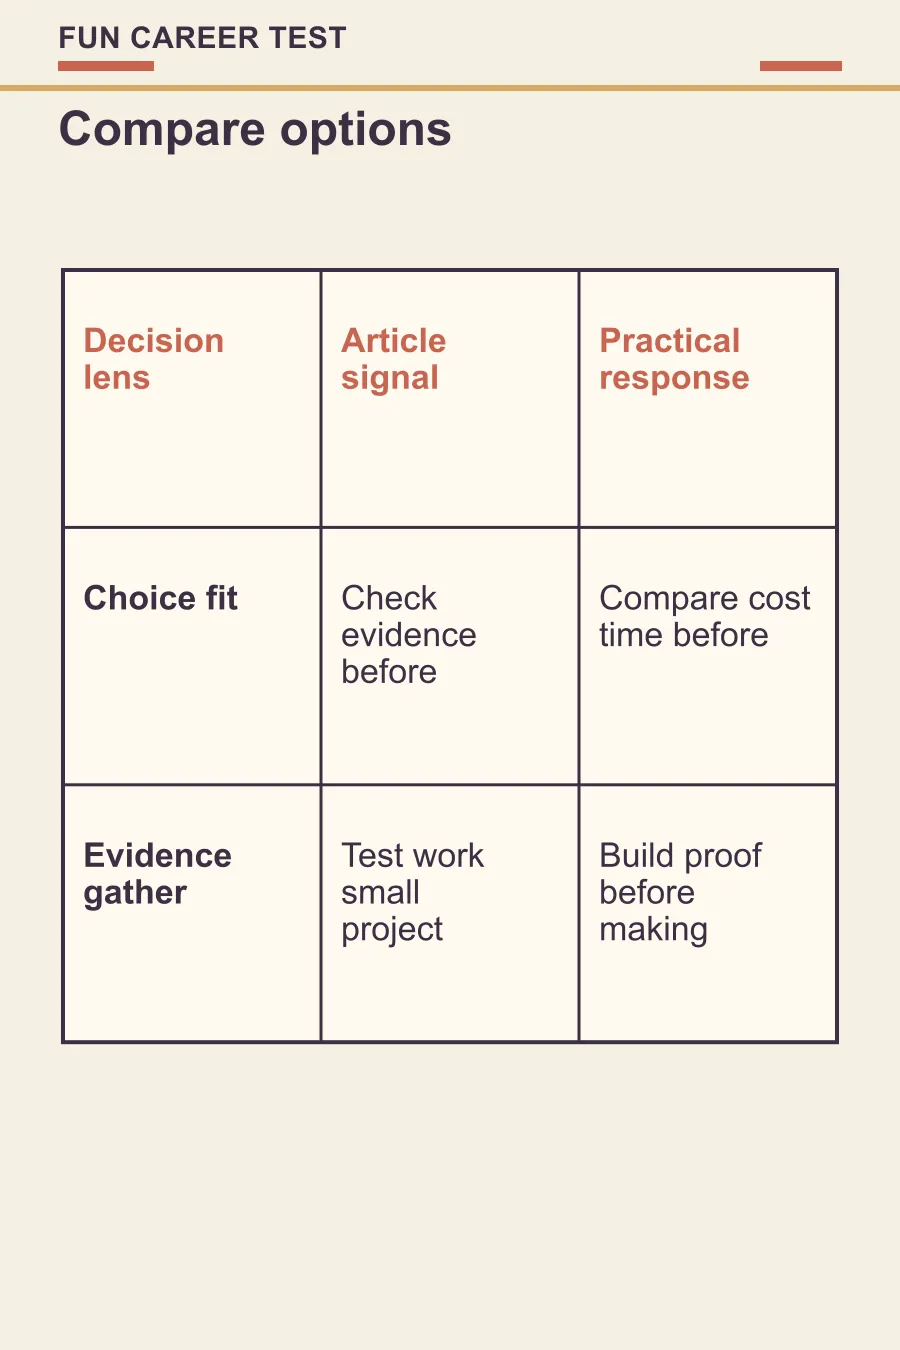 FUN CAREER TEST
Compare options
Decision
lens
Article
signal
Practical
response
Choice fit
Check
evidence
before
Compare cost
time before
Evidence
gather
Test work
small
project
Build proof
before
making